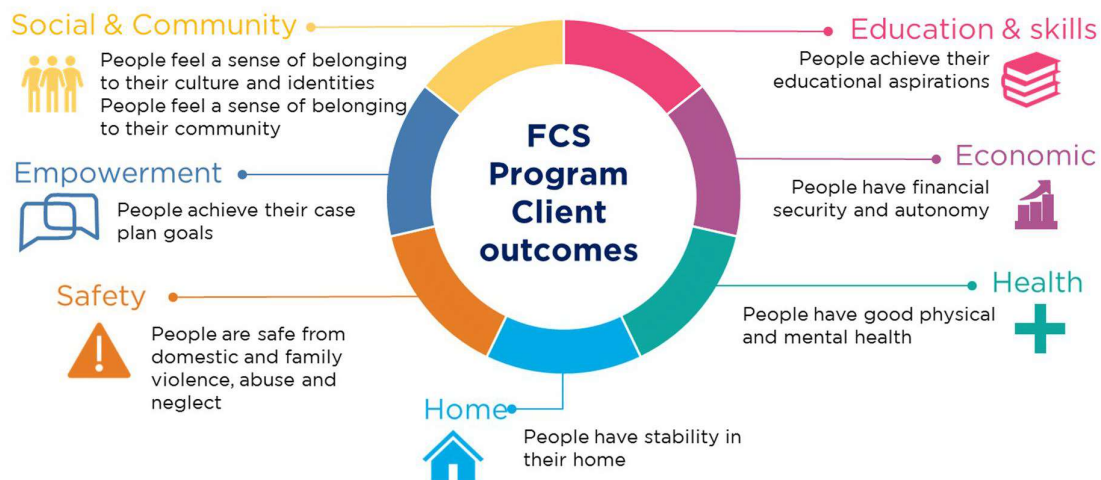 Social & Community
People feel a sense of belonging
to their culture and identities
People feel a sense of belonging
to their community
Education & skills
People achieve their
educational aspirations
Empowerment
People achieve their case
plan goals
FCS
Program
Client
outcomes
Economic
People have financial
security and autonomy
Safety
People are safe from
domestic and family
violence, abuse and
neglect
Health
People have good physical
and mental health
Home
People have stability in
their home